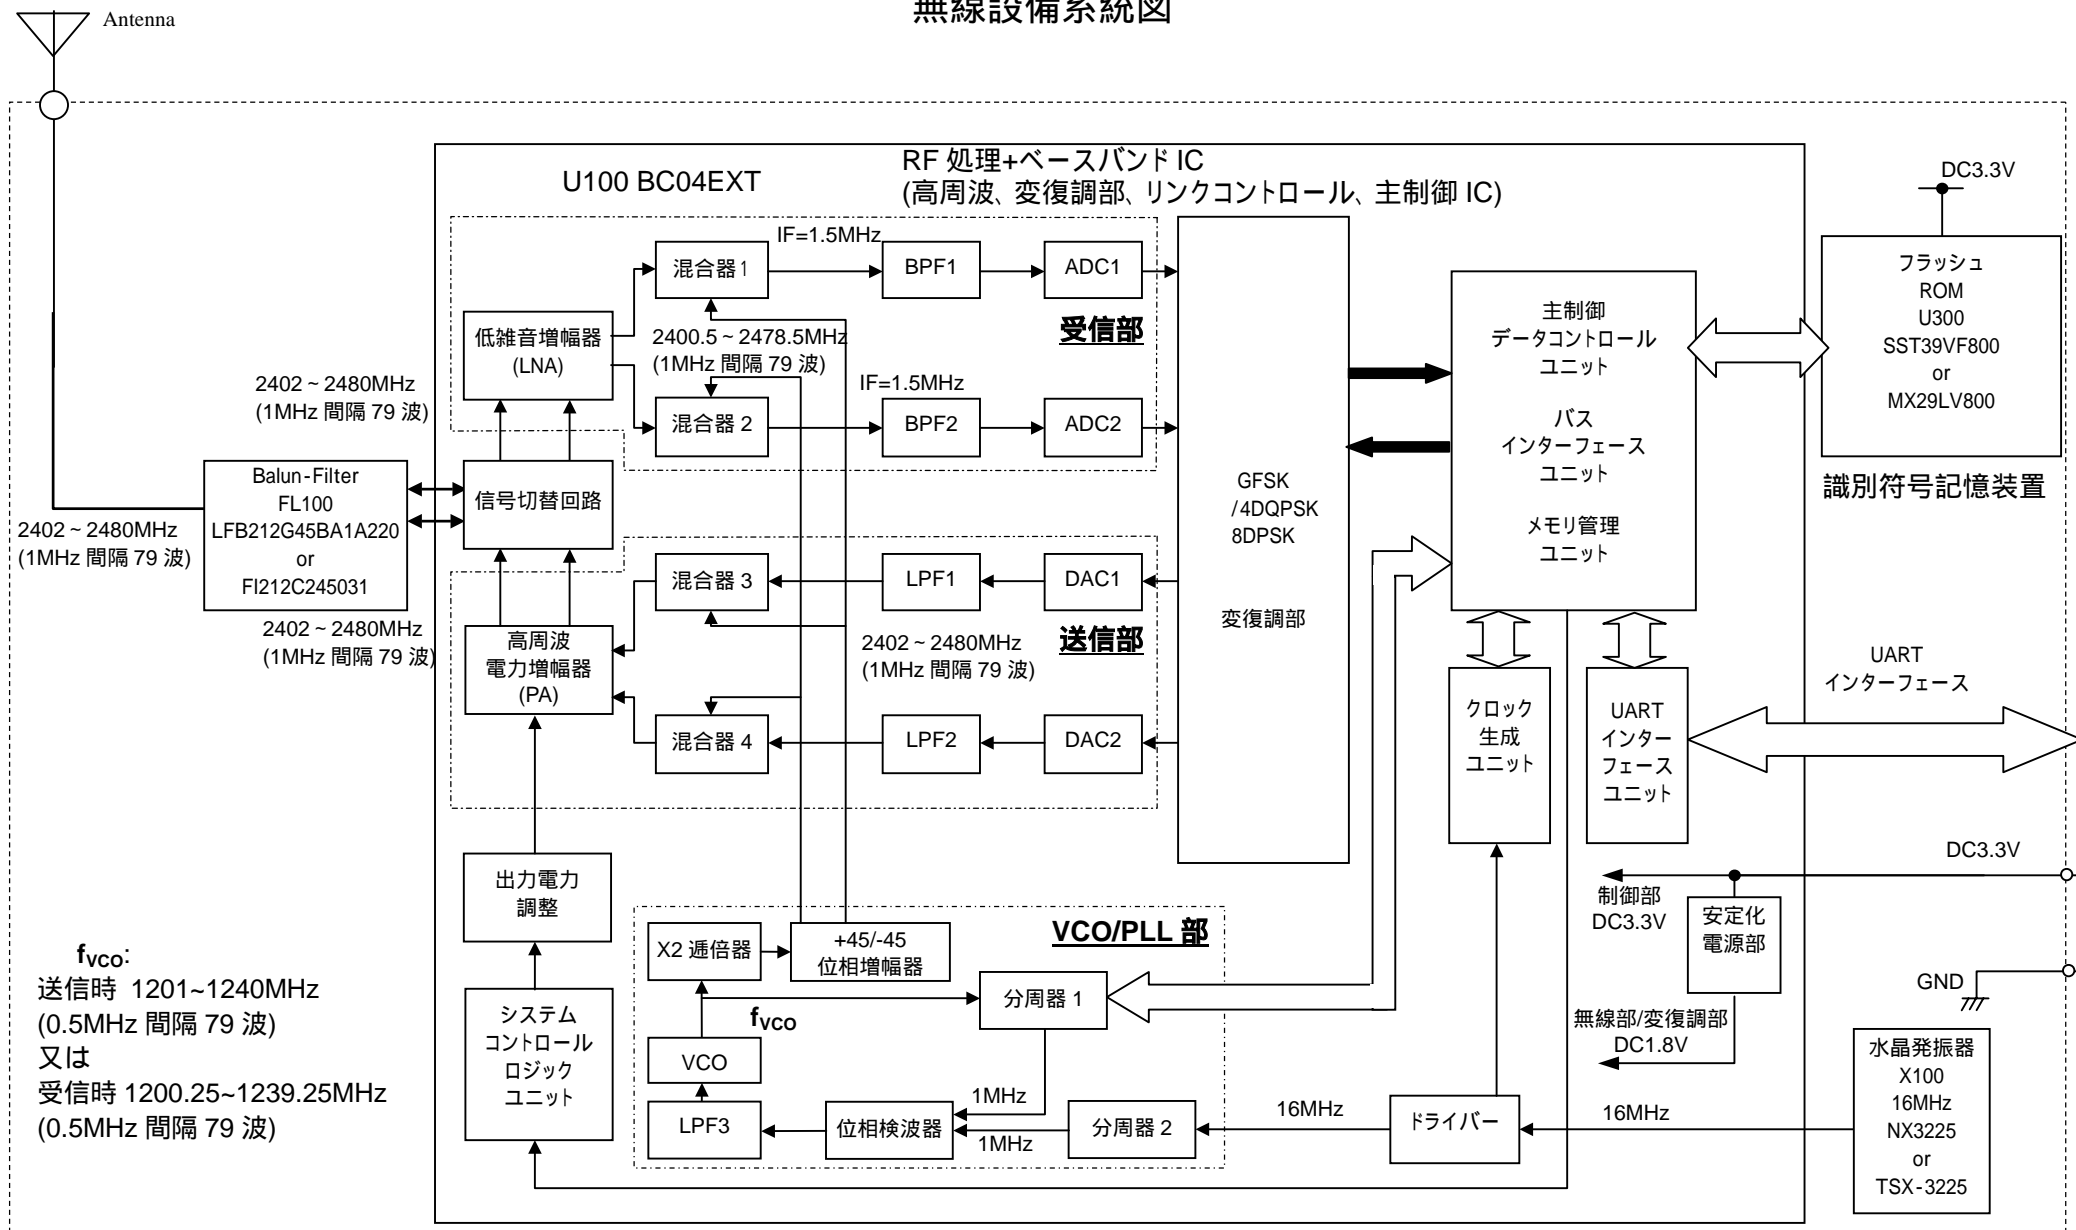 無線設備系統図
Antenna
U100 BC04EXT
RF 処理+ベースバンド IC
(高周波、変復調部、リンクコントロール、主制御 IC)
DC3.3V
フラッシュ
ROM
U300
SST39VF800
or
MX29LV800
識別符号記憶装置
混合器 1
IF=1.5MHz
BPF1
ADC1
受信部
低雑音増幅器
(LNA)
2400.5 ~ 2478.5MHz
(1MHz 間隔 79 波)
2402 ~ 2480MHz
(1MHz 間隔 79 波)
混合器 2
IF=1.5MHz
BPF2
ADC2
主制御
データコントロール
ユニット
バス
インターフェース
ユニット
メモリ管理
ユニット
2402 ~ 2480MHz
(1MHz 間隔 79 波)
Balun-Filter
FL100
LFB212G45BA1A220
or
FI212C245031
信号切替回路
GFSK
/4DQPSK
8DPSK
変復調部
2402 ~ 2480MHz
(1MHz 間隔 79 波)
高周波
電力増幅器
(PA)
混合器 3
LPF1
DAC1
送信部
2402 ~ 2480MHz
(1MHz 間隔 79 波)
混合器 4
LPF2
DAC2
クロック
生成
ユニット
UART
インター
フェース
ユニット
UART
インターフェース
出力電力
調整
システム
コントロール
ロジック
ユニット
fVCO:
送信時 1201~1240MHz
(0.5MHz 間隔 79 波)
又は
受信時 1200.25~1239.25MHz
(0.5MHz 間隔 79 波)
VCO/PLL 部
X2 逓倍器
+45/-45
位相増幅器
分周器 1
fVCO
VCO
LPF3
位相検波器
1MHz
1MHz
分周器 2
16MHz
ドライバー
16MHz
DC3.3V
制御部
DC3.3V
安定化
電源部
無線部/変復調部
DC1.8V
GND
水晶発振器
X100
16MHz
NX3225
or
TSX-3225